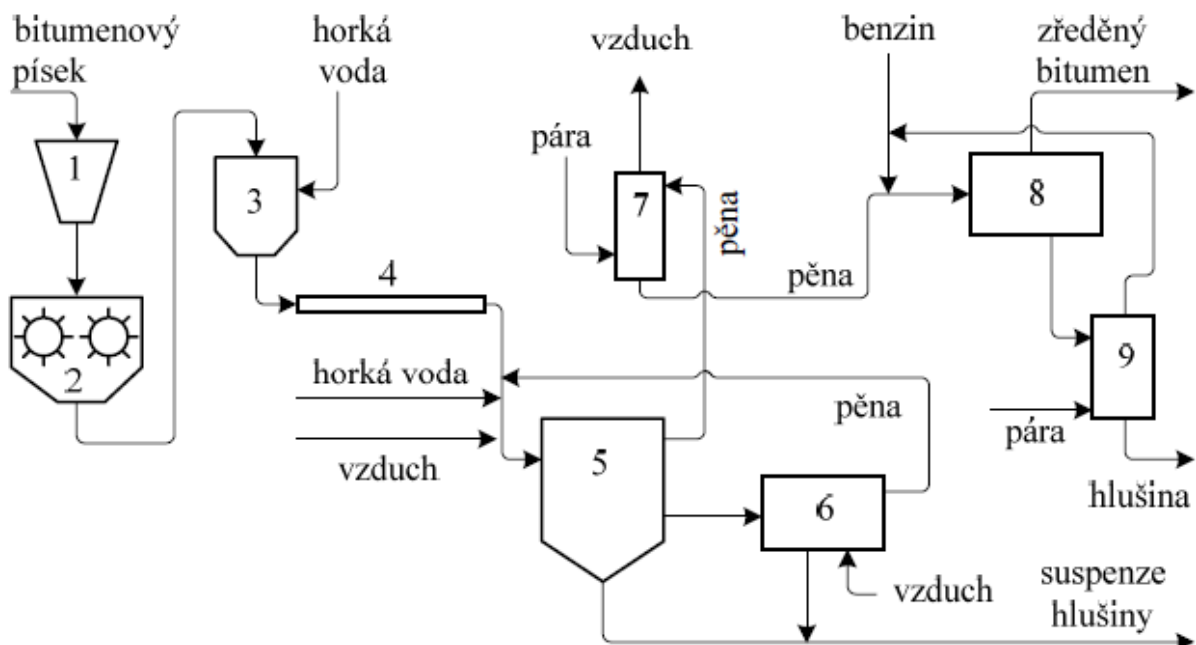 bitumenový
písek
horká
voda
vzduch
benzin
zředěný
bitumen
pára
1
3
7
8
pěna
4
pěna
2
horká voda
9
pěna
pára
vzduch
5
6
hlušina
vzduch
suspenze
hlušiny